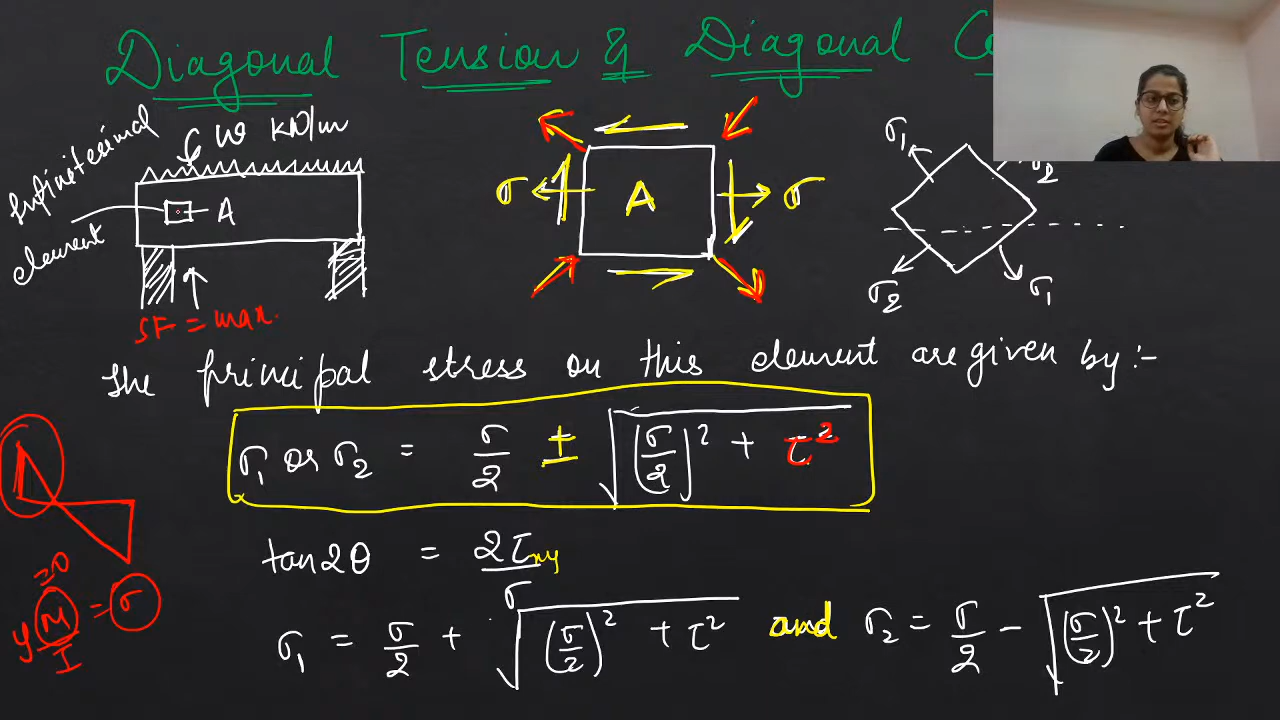 Diagonal Tension & Diagonal Co
Infinitesimal
element
w kN/m
A
SF = max.
σ
A
σ
σ₁
σ₂
σ₂
σ₁
The principal stress on this element are given by :-
σ₁ or σ₂ = σ/2 ± √((σ/2)² + τ²)
tan2θ = 2τxy/σ
=0
y M/I = σ
σ₁ = σ/2 + √((σ/2)² + τ²) and σ₂ = σ/2 − √((σ/2)² + τ²)